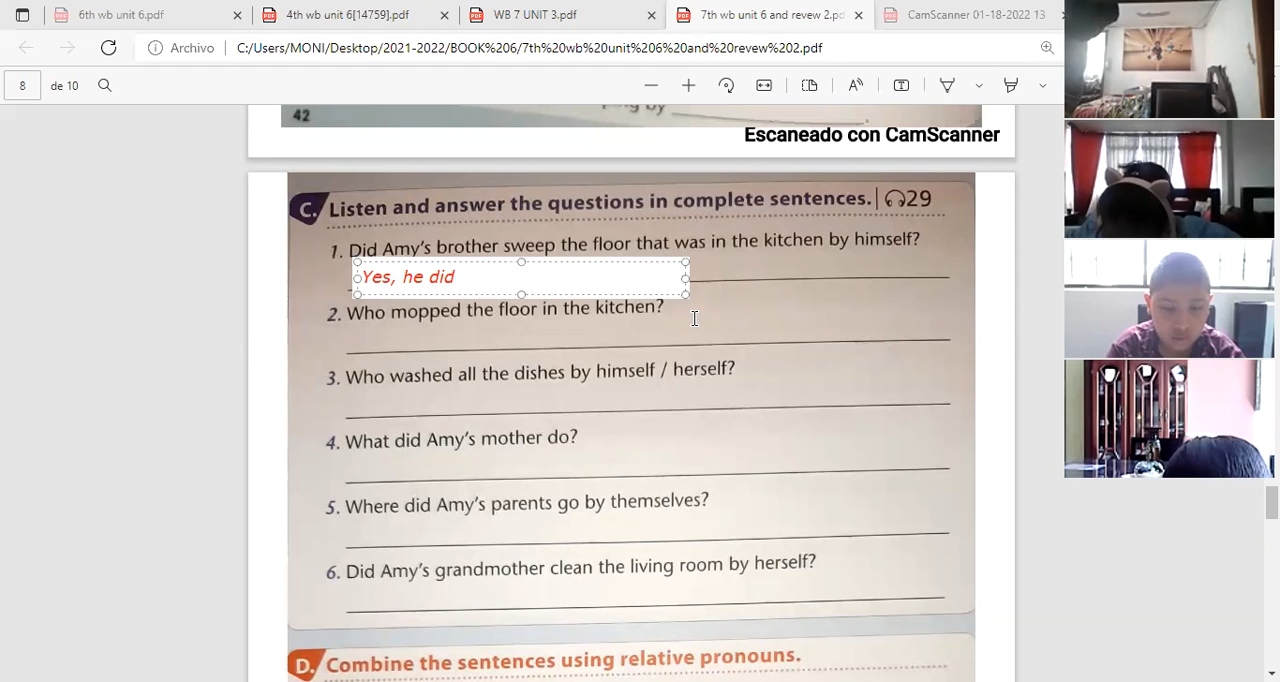 6th wb unit 6.pdf
4th wb unit 6[14759].pdf
WB 7 UNIT 3.pdf
7th wb unit 6 and revew 2.pd
CamScanner 01-18-2022 13
Archivo
C:/Users/MONI/Desktop/2021-2022/BOOK%206/7th%20wb%20unit%206%20and%20revew%202.pdf
8 de 10
42
by
Escaneado con CamScanner
C. Listen and answer the questions in complete sentences. 29
1. Did Amy's brother sweep the floor that was in the kitchen by himself?
Yes, he did
2. Who mopped the floor in the kitchen?
3. Who washed all the dishes by himself / herself?
4. What did Amy's mother do?
5. Where did Amy's parents go by themselves?
6. Did Amy's grandmother clean the living room by herself?
D. Combine the sentences using relative pronouns.